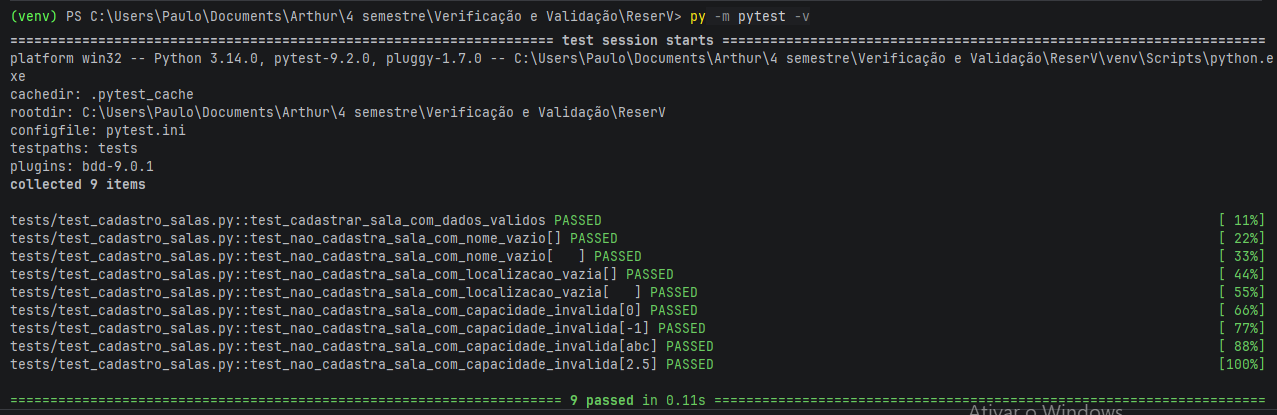 (venv) PS C:\Users\Paulo\Documents\Arthur\4 semestre\Verificação e Validação\ReserV> py -m pytest -v
==================================================================== test session starts ====================================================================
platform win32 -- Python 3.14.0, pytest-9.2.0, pluggy-1.7.0 -- C:\Users\Paulo\Documents\Arthur\4 semestre\Verificação e Validação\ReserV\venv\Scripts\python.e
xe
cachedir: .pytest_cache
rootdir: C:\Users\Paulo\Documents\Arthur\4 semestre\Verificação e Validação\ReserV
configfile: pytest.ini
testpaths: tests
plugins: bdd-9.0.1
collected 9 items
tests/test_cadastro_salas.py::test_cadastrar_sala_com_dados_validos PASSED [ 11%]
tests/test_cadastro_salas.py::test_nao_cadastra_sala_com_nome_vazio[] PASSED [ 22%]
tests/test_cadastro_salas.py::test_nao_cadastra_sala_com_nome_vazio[   ] PASSED [ 33%]
tests/test_cadastro_salas.py::test_nao_cadastra_sala_com_localizacao_vazia[] PASSED [ 44%]
tests/test_cadastro_salas.py::test_nao_cadastra_sala_com_localizacao_vazia[   ] PASSED [ 55%]
tests/test_cadastro_salas.py::test_nao_cadastra_sala_com_capacidade_invalida[0] PASSED [ 66%]
tests/test_cadastro_salas.py::test_nao_cadastra_sala_com_capacidade_invalida[-1] PASSED [ 77%]
tests/test_cadastro_salas.py::test_nao_cadastra_sala_com_capacidade_invalida[abc] PASSED [ 88%]
tests/test_cadastro_salas.py::test_nao_cadastra_sala_com_capacidade_invalida[2.5] PASSED [100%]
===================================================================== 9 passed in 0.11s =====================================================================
Ativar o Windows